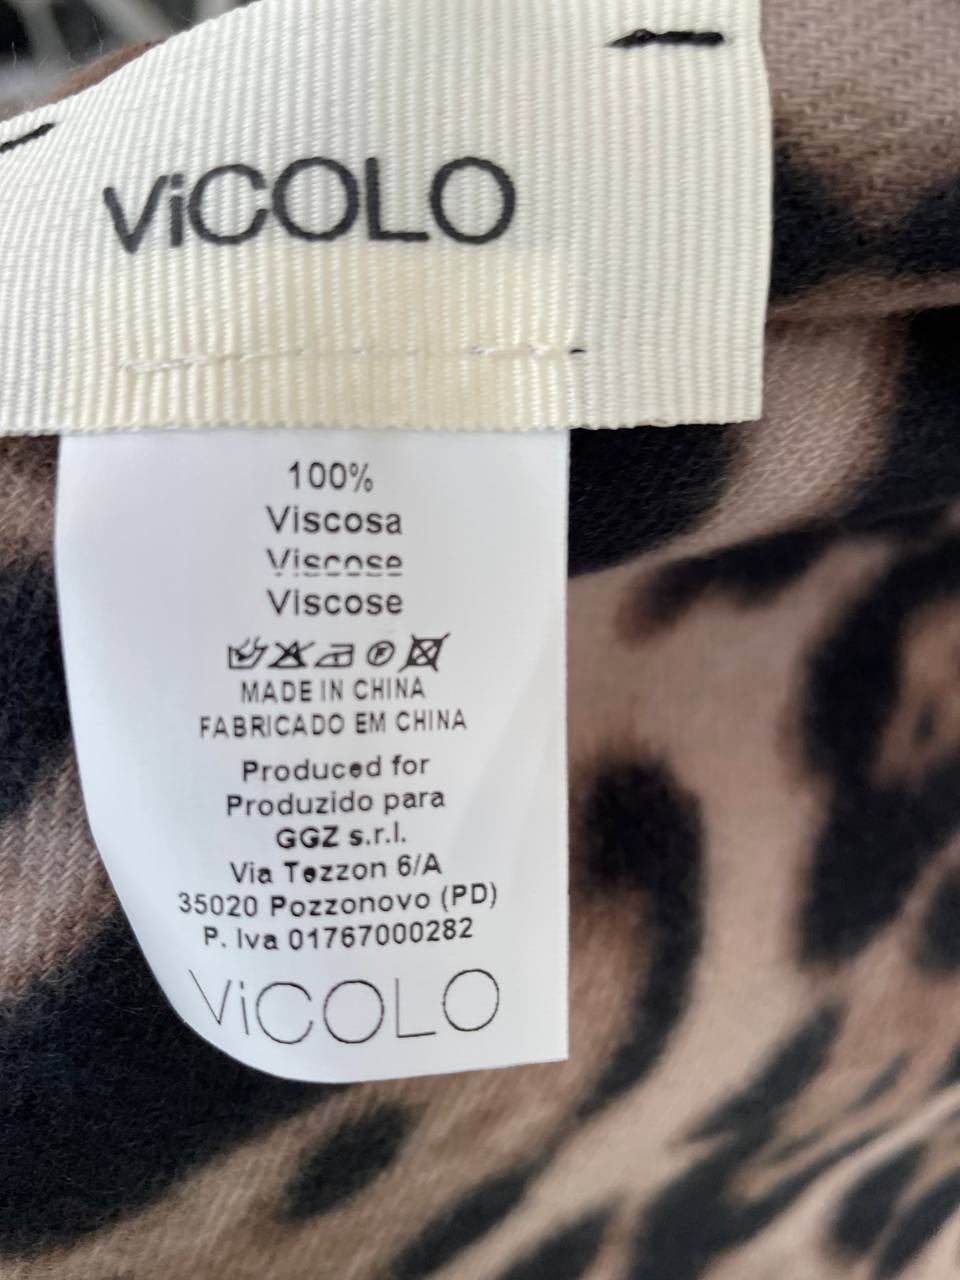 ViCOLO
100%
Viscosa
Viscose
Viscose
MADE IN CHINA
FABRICADO EM CHINA
Produced for
Produzido para
GGZ s.r.l.
Via Tezzon 6/A
35020 Pozzonovo (PD)
P. Iva 01767000282
ViCOLO